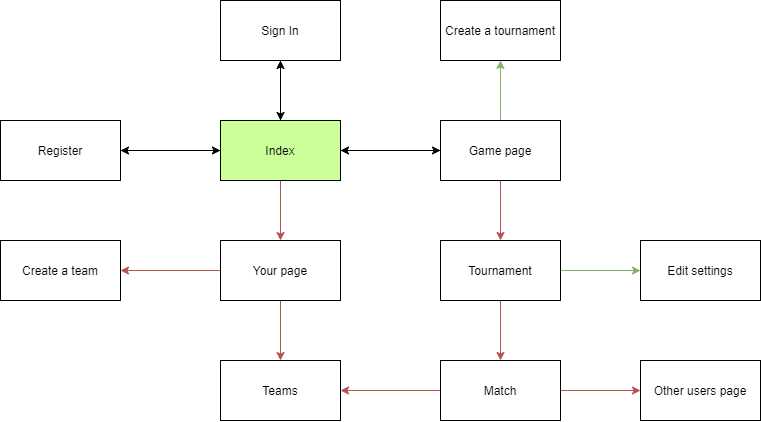 Sign In
Create a tournament
Register
Index
Game page
Create a team
Your page
Tournament
Edit settings
Teams
Match
Other users page